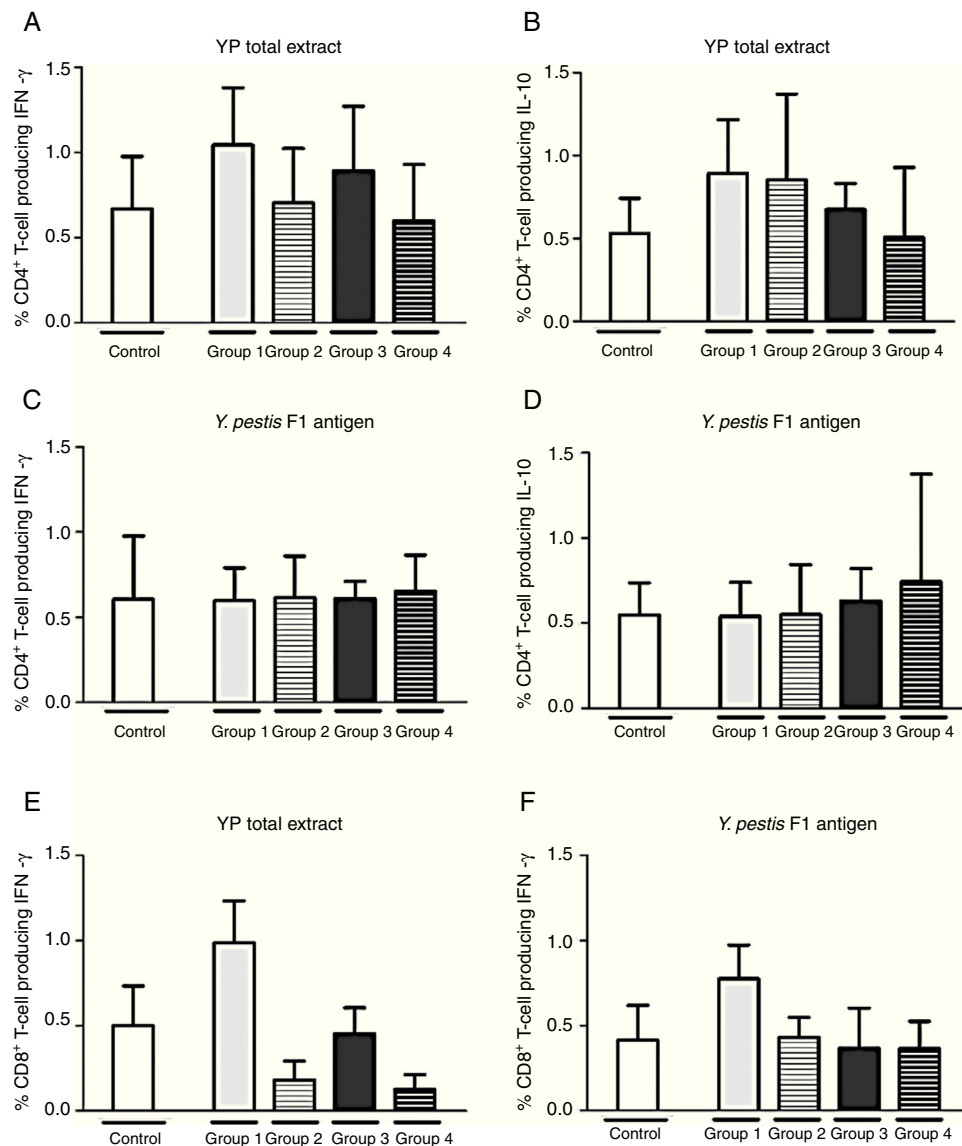 A
YP total extract
% CD4+ T-cell producing IFN -γ
1.5
1.0
0.5
0.0
Control
Group 1
Group 2
Group 3
Group 4
B
YP total extract
% CD4+ T-cell producing IL-10
1.5
1.0
0.5
0.0
Control
Group 1
Group 2
Group 3
Group 4
C
Y. pestis F1 antigen
% CD4+ T-cell producing IFN -γ
1.5
1.0
0.5
0.0
Control
Group 1
Group 2
Group 3
Group 4
D
Y. pestis F1 antigen
% CD4+ T-cell producing IL-10
1.5
1.0
0.5
0.0
Control
Group 1
Group 2
Group 3
Group 4
E
YP total extract
% CD8+ T-cell producing IFN -γ
1.5
1.0
0.5
0.0
Control
Group 1
Group 2
Group 3
Group 4
F
Y. pestis F1 antigen
% CD8+ T-cell producing IFN -γ
1.5
1.0
0.5
0.0
Control
Group 1
Group 2
Group 3
Group 4